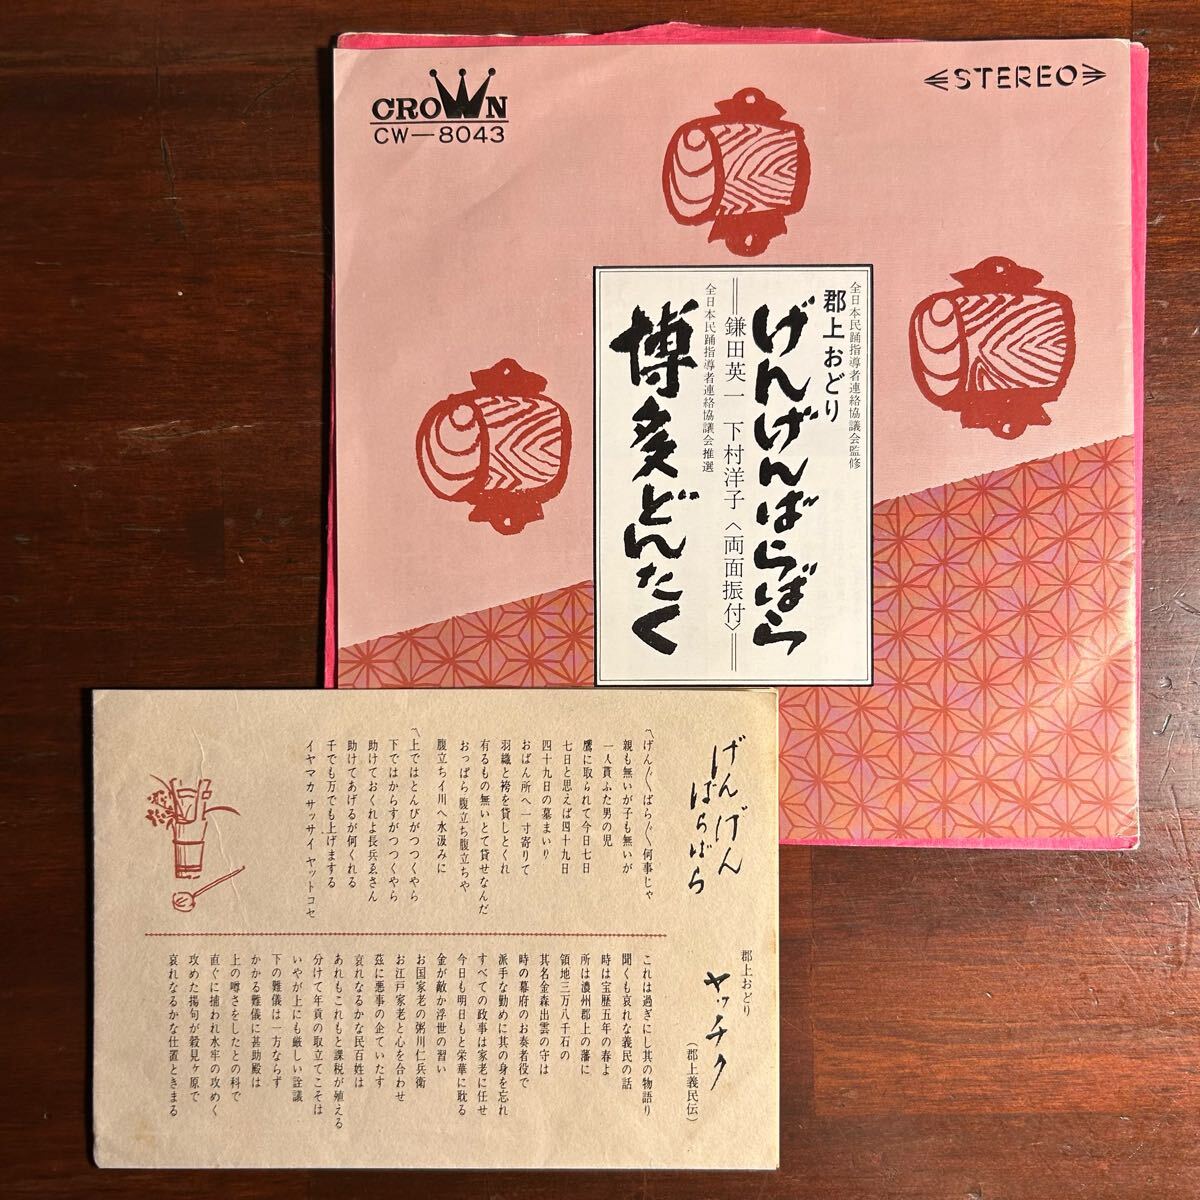 CROWN
CW—8043
STEREO
全日本民踊指導者連絡協議会監修
郡上おどり
げんげんばらばら
鎌田英一 下村洋子〈両面振付〉
全日本民踊指導者連絡協議会推選
博多どんたく
げんげん
ばらばら
〽げん〲ばら〲何事じゃ
親も無いが子も無いが
一人貰ふた男の児
鷹に取られて今日七日
七日と思えば四十九日
四十九日の墓まいり
おばん所へ一寸寄りて
羽織と袴を貸しとくれ
有るもの無いとて貸せなんだ
おっぱら腹立ち腹立ちや
腹立ちイ川へ水汲みに
〽上ではとんびがつつくやら
下ではからすがつつくやら
助けておくれよ長兵ゑさん
助けてあげるが何くれる
千でも万でも上げまする
イヤマカ サッサイ ヤットコセ
郡上おどり
ヤッチク
（郡上義民伝）
これは過ぎにし其の物語り
聞くも哀れな義民の話
時は宝歴五年の春よ
所は濃州郡上の藩に
領地三万八千石の
其名金森出雲の守は
時の幕府のお奏者役で
派手な勤めに其の身を忘れ
すべての政事は家老に任せ
今日も明日もと栄華に耽る
金が敵か浮世の習い
お国家老の粥川仁兵衛
お江戸家老と心を合わせ
茲に悪事の企ていたす
哀れなるかな民百姓は
あれもこれもと課税が殖える
分けて年貢の取立てこそは
いやが上にも厳しい詮議
下の難儀は一方ならず
かかる難儀に甚助殿は
上の噂さをしたとの科で
直ぐに捕われ水牢の攻めく
攻めた揚句が穀見ヶ原で
哀れなるかな仕置ときまる